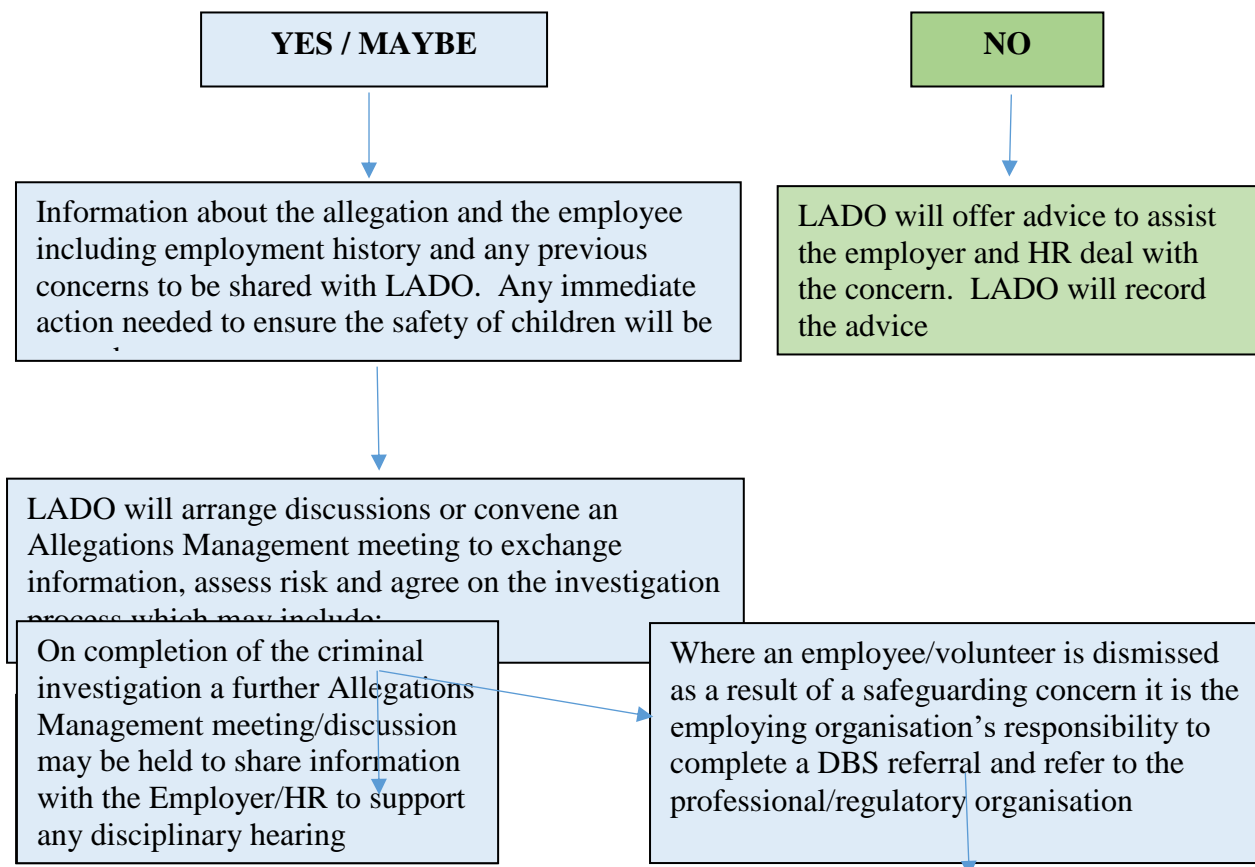 YES / MAYBE
NO
Information about the allegation and the employee
including employment history and any previous
concerns to be shared with LADO.  Any immediate
action needed to ensure the safety of children will be
LADO will offer advice to assist
the employer and HR deal with
the concern.  LADO will record
the advice
LADO will arrange discussions or convene an
Allegations Management meeting to exchange
information, assess risk and agree on the investigation
process which may include:
On completion of the criminal
investigation a further Allegations
Management meeting/discussion
may be held to share information
with the Employer/HR to support
any disciplinary hearing
Where an employee/volunteer is dismissed
as a result of a safeguarding concern it is the
employing organisation’s responsibility to
complete a DBS referral and refer to the
professional/regulatory organisation